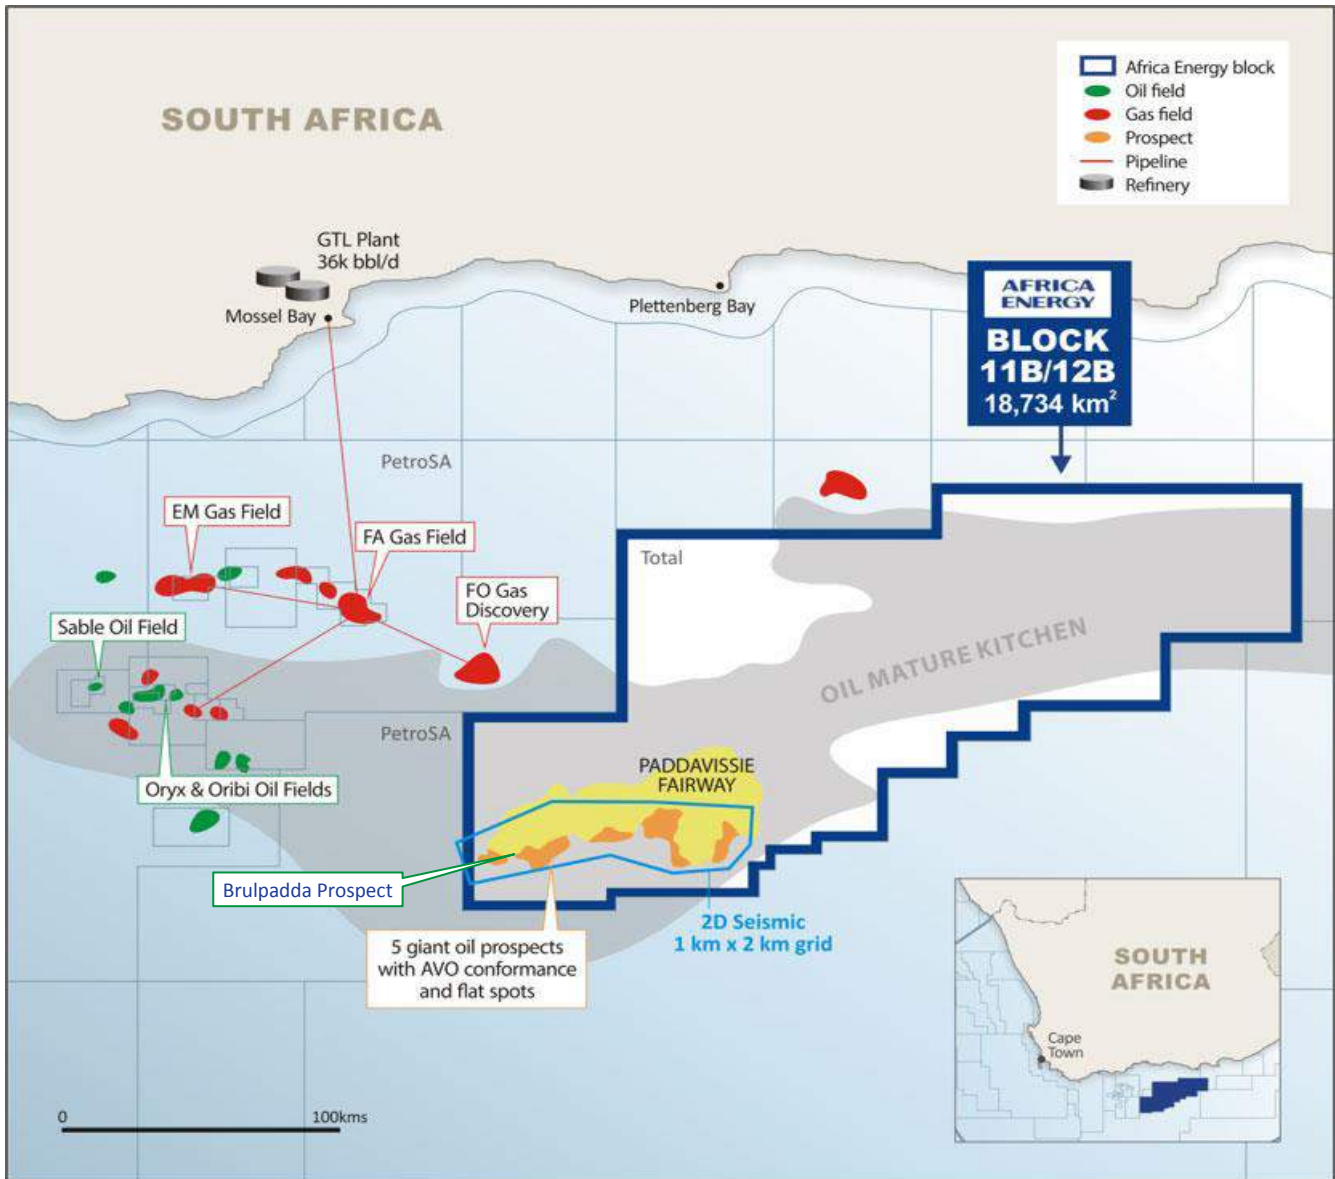 SOUTH AFRICA
Africa Energy block
Oil field
Gas field
Prospect
Pipeline
Refinery
GTL Plant
36k bbl/d
Mossel Bay
Plettenberg Bay
AFRICA
ENERGY
BLOCK
11B/12B
18,734 km²
PetroSA
EM Gas Field
FA Gas Field
Total
FO Gas
Discovery
Sable Oil Field
OIL MATURE KITCHEN
PetroSA
Oryx & Oribi Oil Fields
PADDAVISSIE
FAIRWAY
Brulpadda Prospect
2D Seismic
1 km x 2 km grid
5 giant oil prospects
with AVO conformance
and flat spots
SOUTH
AFRICA
Cape
Town
0
100kms